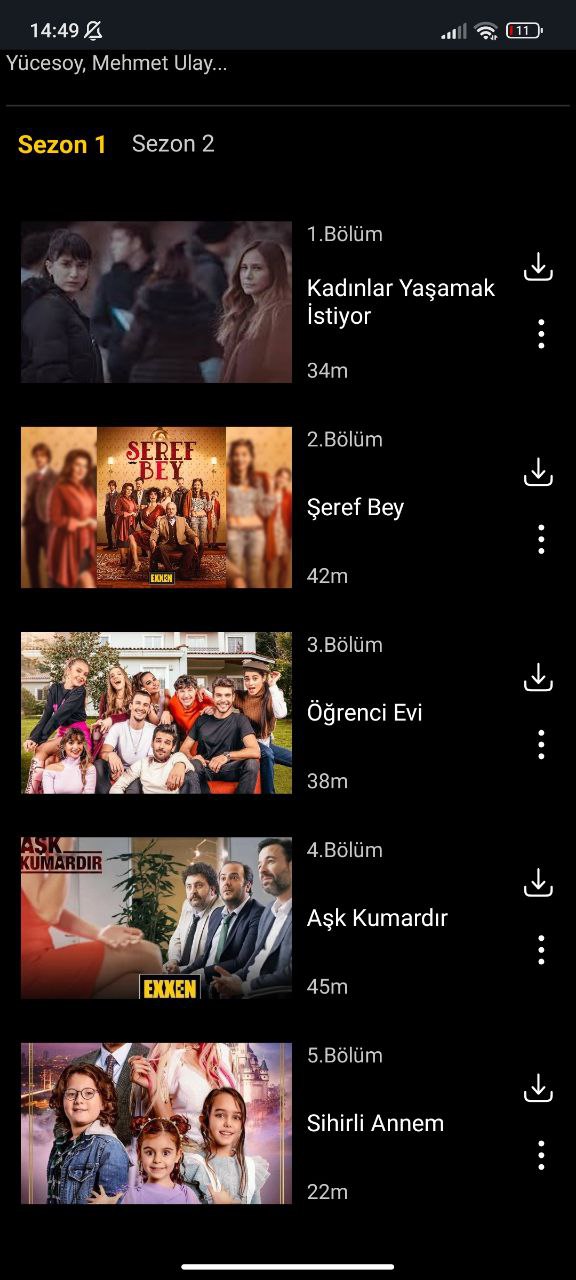 14:49
11
Yücesoy, Mehmet Ulay...
Sezon 1 Sezon 2
1.Bölüm
Kadınlar Yaşamak
İstiyor
34m
ŞEREF
BEY
EXXEN
2.Bölüm
Şeref Bey
42m
3.Bölüm
Öğrenci Evi
38m
AŞK
KUMARDIR
EXXEN
4.Bölüm
Aşk Kumardır
45m
5.Bölüm
Sihirli Annem
22m